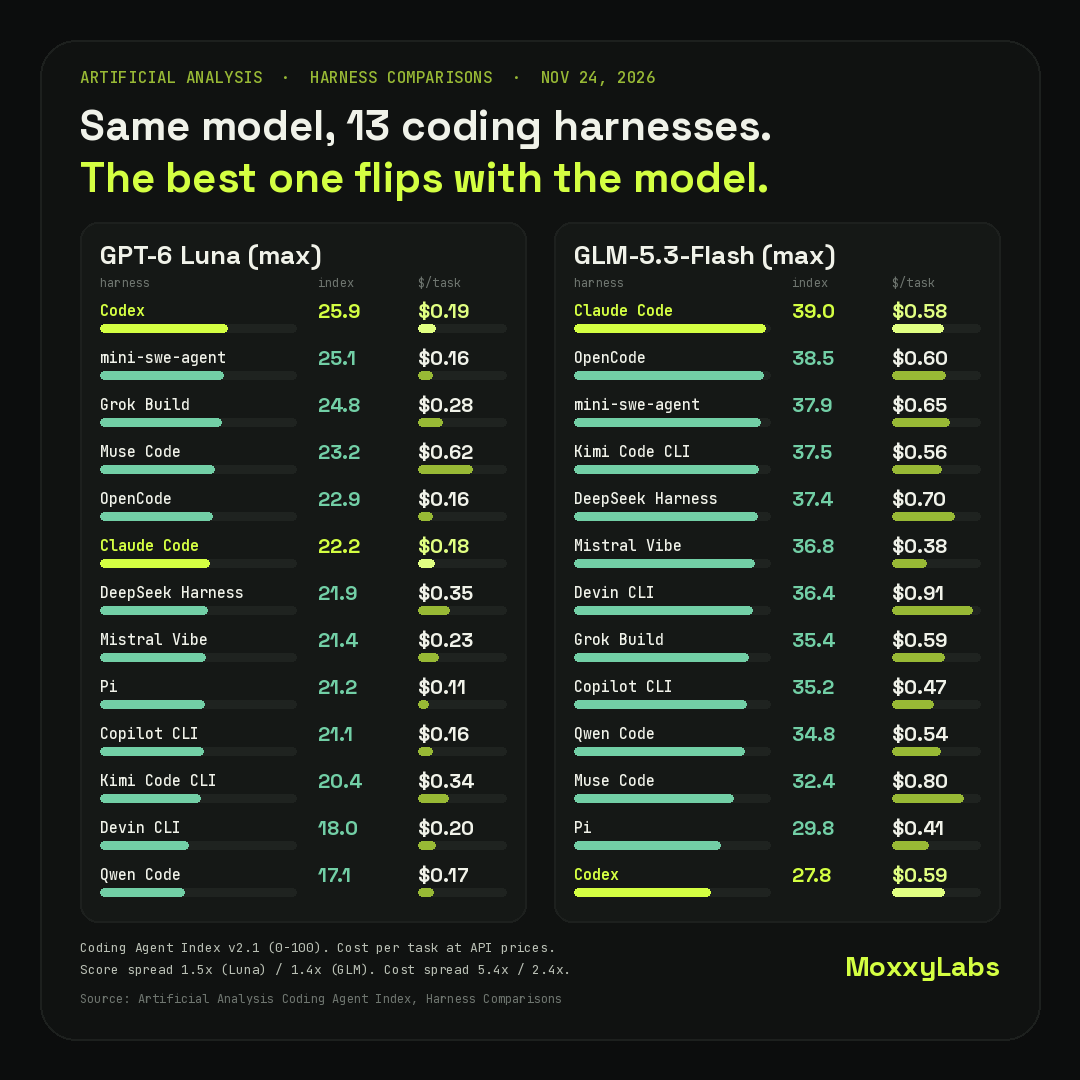 ARTIFICIAL ANALYSIS · HARNESS COMPARISONS · NOV 24, 2026
Same model, 13 coding harnesses.
The best one flips with the model.
GPT-6 Luna (max)
harness index $/task
Codex 25.9 $0.19
mini-swe-agent 25.1 $0.16
Grok Build 24.8 $0.28
Muse Code 23.2 $0.62
OpenCode 22.9 $0.16
Claude Code 22.2 $0.18
DeepSeek Harness 21.9 $0.35
Mistral Vibe 21.4 $0.23
Pi 21.2 $0.11
Copilot CLI 21.1 $0.16
Kimi Code CLI 20.4 $0.34
Devin CLI 18.0 $0.20
Qwen Code 17.1 $0.17
GLM-5.3-Flash (max)
harness index $/task
Claude Code 39.0 $0.58
OpenCode 38.5 $0.60
mini-swe-agent 37.9 $0.65
Kimi Code CLI 37.5 $0.56
DeepSeek Harness 37.4 $0.70
Mistral Vibe 36.8 $0.38
Devin CLI 36.4 $0.91
Grok Build 35.4 $0.59
Copilot CLI 35.2 $0.47
Qwen Code 34.8 $0.54
Muse Code 32.4 $0.80
Pi 29.8 $0.41
Codex 27.8 $0.59
Coding Agent Index v2.1 (0-100). Cost per task at API prices.
Score spread 1.5x (Luna) / 1.4x (GLM). Cost spread 5.4x / 2.4x.
Source: Artificial Analysis Coding Agent Index, Harness Comparisons
MoxxyLabs